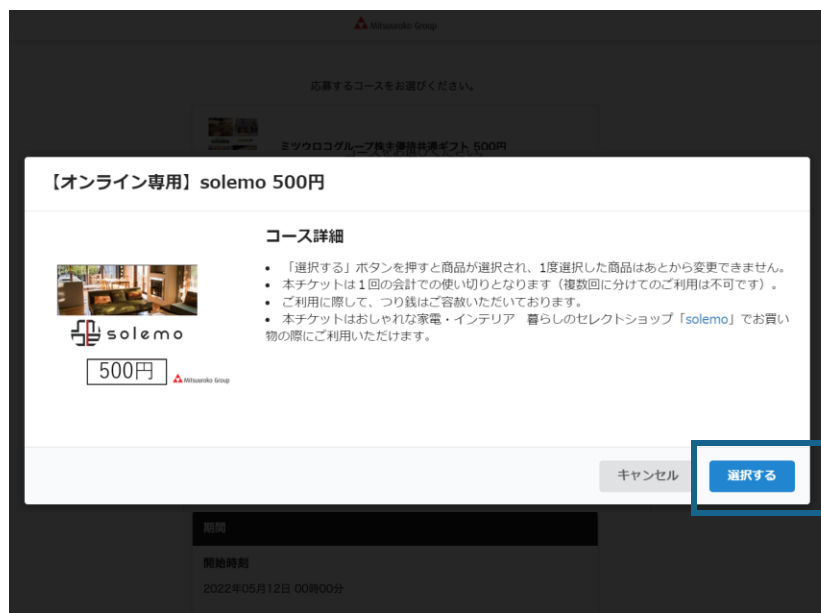 Mitsuuroko Group
応募するコースをお選びください。
ミツウロコグループ株主優待共通ギフト 500円
コースをお選びください。
【オンライン専用】solemo 500円
コース詳細
• 「選択する」ボタンを押すと商品が選択され、1度選択した商品はあとから変更できません。
• 本チケットは1回の会計での使い切りとなります（複数回に分けてのご利用は不可です）。
• ご利用に際して、つり銭はご容赦いただいております。
• 本チケットはおしゃれな家電・インテリア　暮らしのセレクトショップ「solemo」でお買い
物の際にご利用いただけます。
solemo
500円
Mitsuuroko Group
キャンセル
選択する
期間
開始時刻
2022年05月12日 00時00分